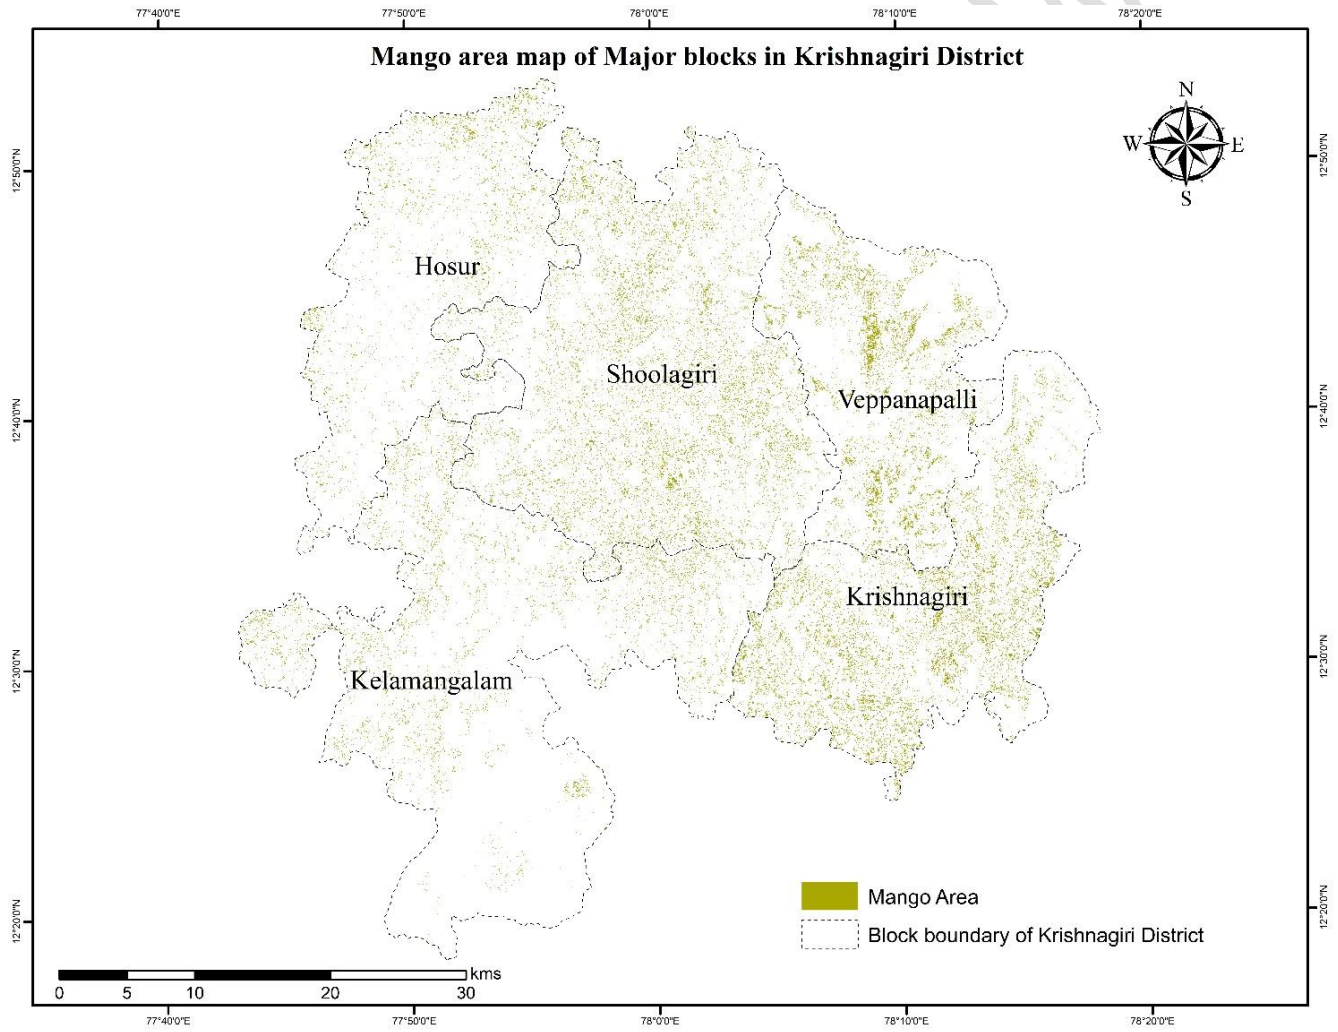 77°40'0"E 77°50'0"E 78°0'0"E 78°10'0"E 78°20'0"E
Mango area map of Major blocks in Krishnagiri District
N
W E
S
12°50'0"N 12°50'0"N
Hosur
Shoolagiri
Veppanapalli
12°40'0"N 12°40'0"N
Krishnagiri
Kelamangalam
12°30'0"N 12°30'0"N
Mango Area
Block boundary of Krishnagiri District
12°20'0"N 12°20'0"N
kms
0 5 10 20 30
77°40'0"E 77°50'0"E 78°0'0"E 78°10'0"E 78°20'0"E